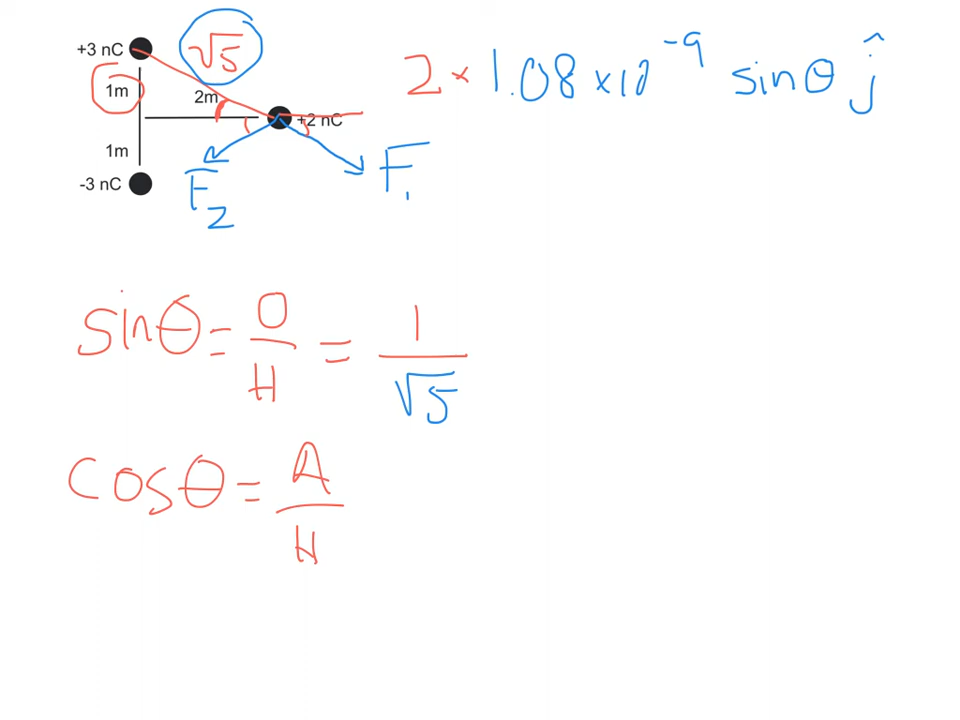 +3 nC
√5
1m
2m
+2 nC
1m
-3 nC
F₂
F₁
2 × 1.08 × 10⁻⁹ sinθ ĵ
sinθ = O/H = 1/√5
cosθ = A/H